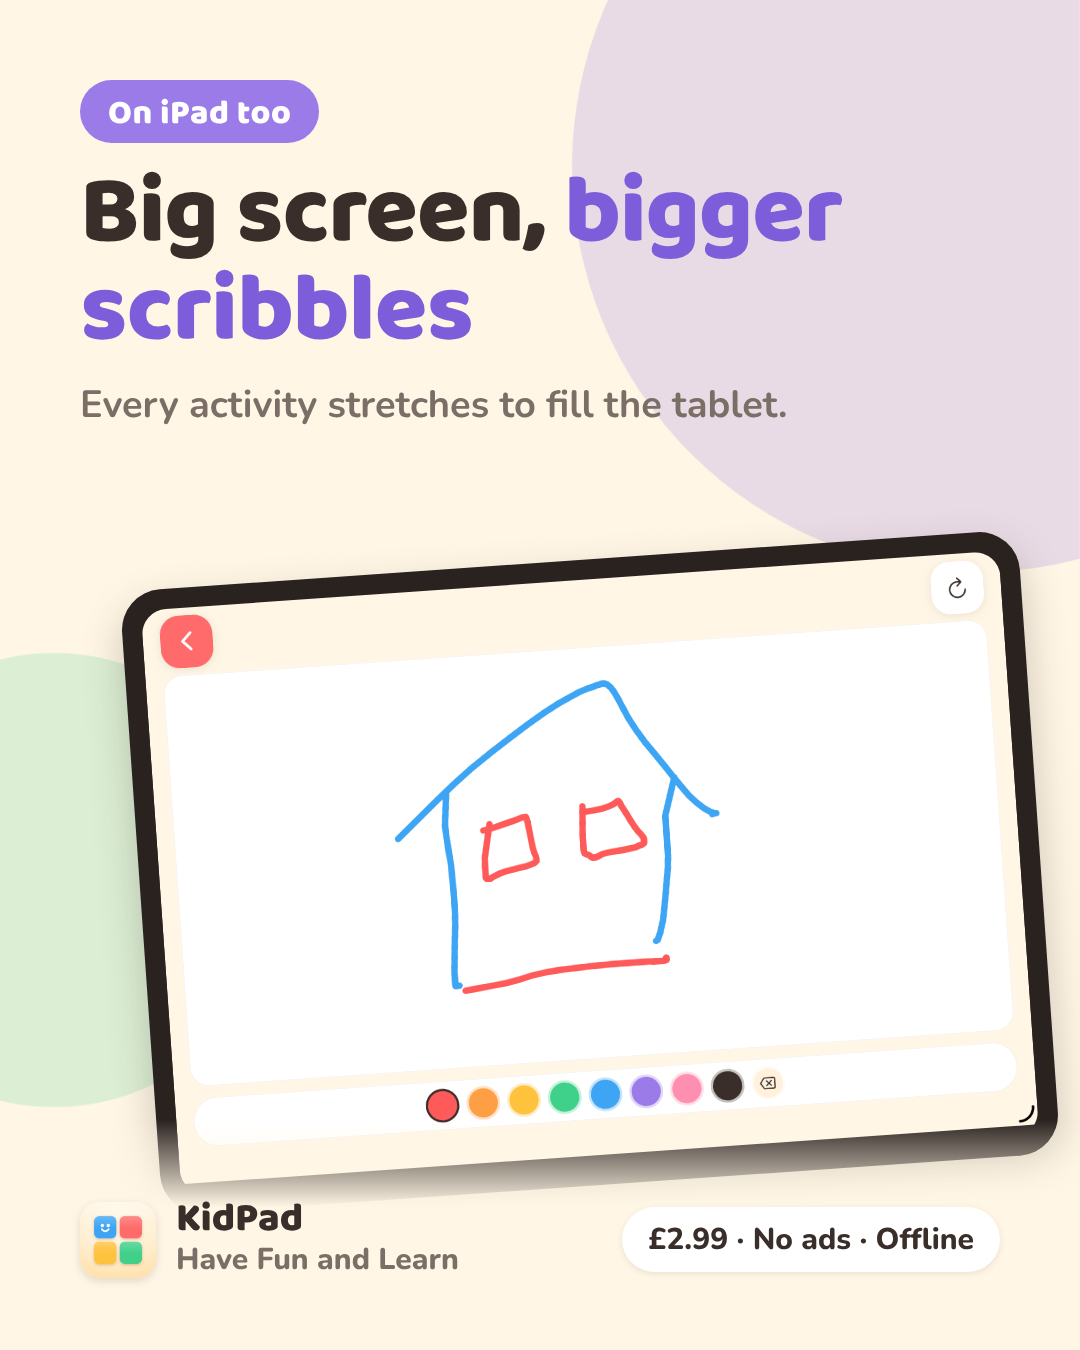 On iPad too
Big screen, bigger
scribbles
Every activity stretches to fill the tablet.
KidPad
Have Fun and Learn
£2.99 · No ads · Offline